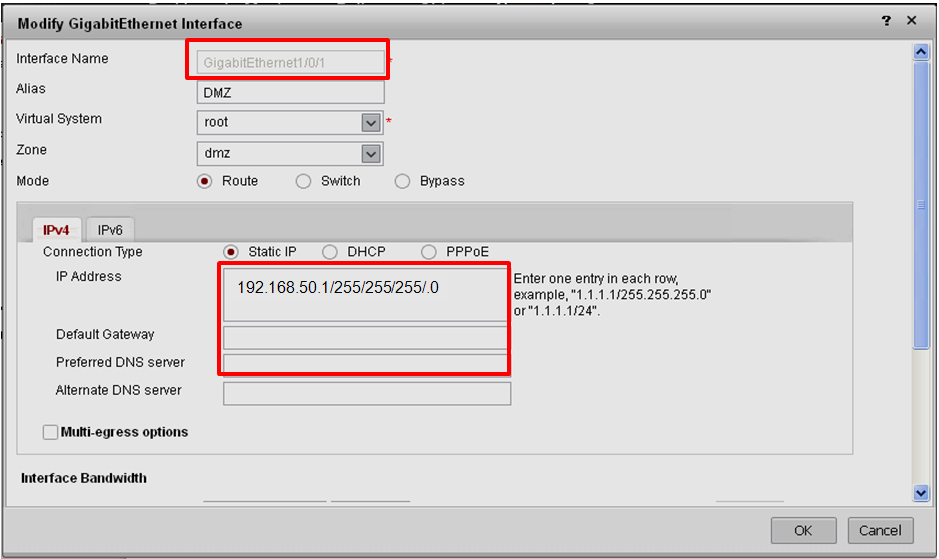 Modify GigabitEthernet Interface ? ×
Interface Name GigabitEthernet1/0/1 *
Alias DMZ
Virtual System root *
Zone dmz
Mode Route Switch Bypass
IPv4 IPv6
Connection Type Static IP DHCP PPPoE
IP Address 192.168.50.1/255/255/255/.0
Enter one entry in each row,
example, "1.1.1.1/255.255.255.0"
or "1.1.1.1/24".
Default Gateway
Preferred DNS server
Alternate DNS server
Multi-egress options
Interface Bandwidth
OK Cancel